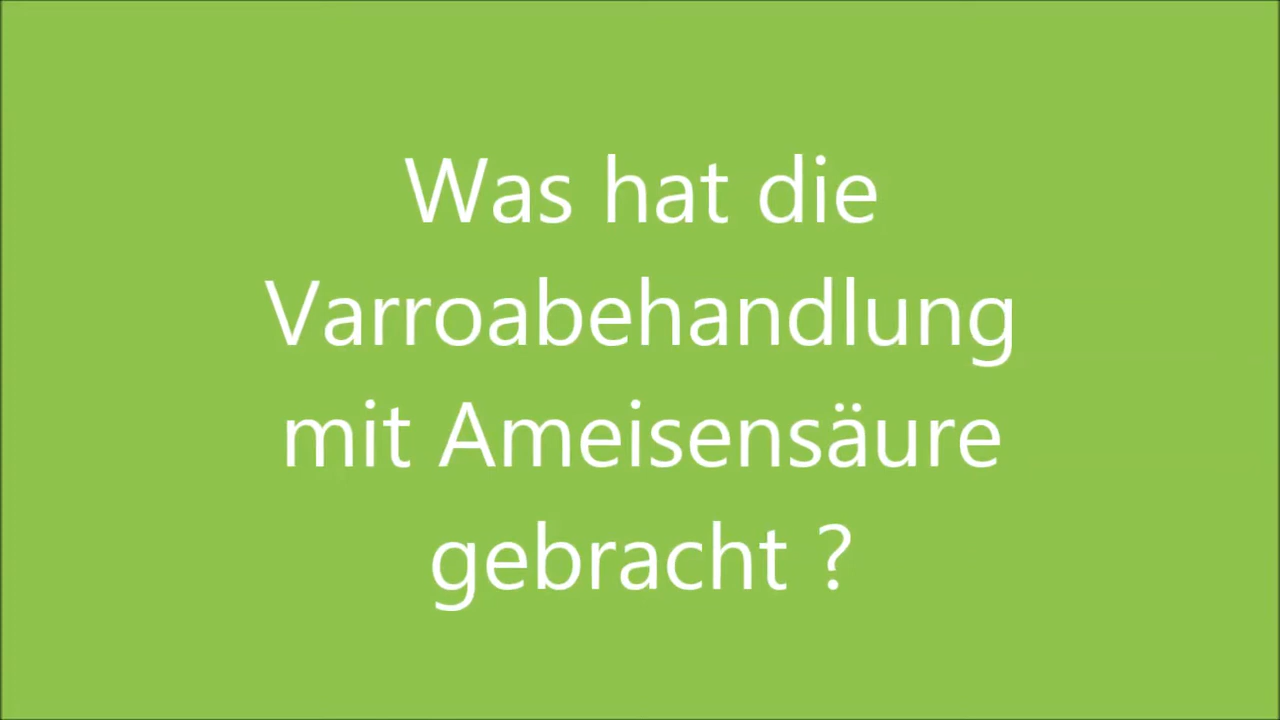 Was hat die
Varroabehandlung
mit Ameisensäure
gebracht ?